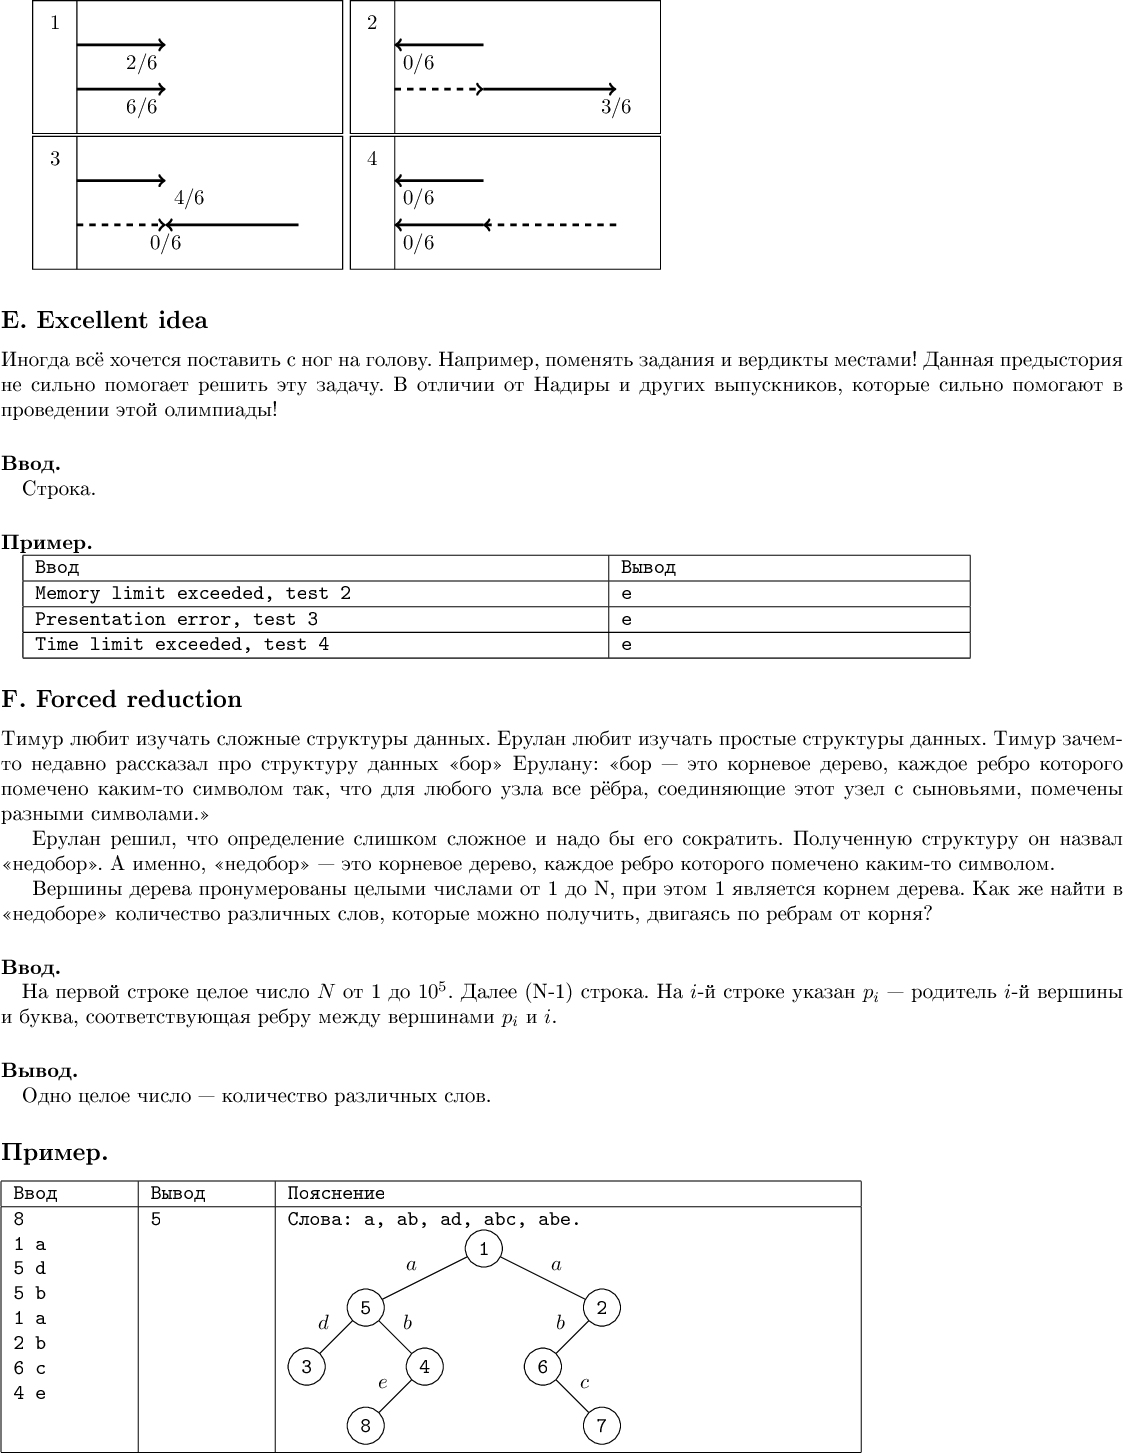 1
2/6
6/6
2
0/6
3/6
3
4/6
0/6
4
0/6
0/6
E. Excellent idea
Иногда всё хочется поставить с ног на голову. Например, поменять задания и вердикты местами! Данная предыстория
не сильно помогает решить эту задачу. В отличии от Надиры и других выпускников, которые сильно помогают в
проведении этой олимпиады!
Ввод.
Строка.
Пример.
Ввод Вывод
Memory limit exceeded, test 2 e
Presentation error, test 3 e
Time limit exceeded, test 4 e
F. Forced reduction
Тимур любит изучать сложные структуры данных. Ерулан любит изучать простые структуры данных. Тимур зачем-
то недавно рассказал про структуру данных «бор» Ерулану: «бор — это корневое дерево, каждое ребро которого
помечено каким-то символом так, что для любого узла все рёбра, соединяющие этот узел с сыновьями, помечены
разными символами.»
Ерулан решил, что определение слишком сложное и надо бы его сократить. Полученную структуру он назвал
«недобор». А именно, «недобор» — это корневое дерево, каждое ребро которого помечено каким-то символом.
Вершины дерева пронумерованы целыми числами от 1 до N, при этом 1 является корнем дерева. Как же найти в
«недоборе» количество различных слов, которые можно получить, двигаясь по ребрам от корня?
Ввод.
На первой строке целое число N от 1 до 10⁵. Далее (N-1) строка. На i-й строке указан pᵢ — родитель i-й вершины
и буква, соответствующая ребру между вершинами pᵢ и i.
Вывод.
Одно целое число — количество различных слов.
Пример.
Ввод Вывод Пояснение
8 5 Слова: a, ab, ad, abc, abe.
1 a
5 d
5 b
1 a
2 b
6 c
4 e
1
a a
5 2
d b b
3 4 6
e c
8 7